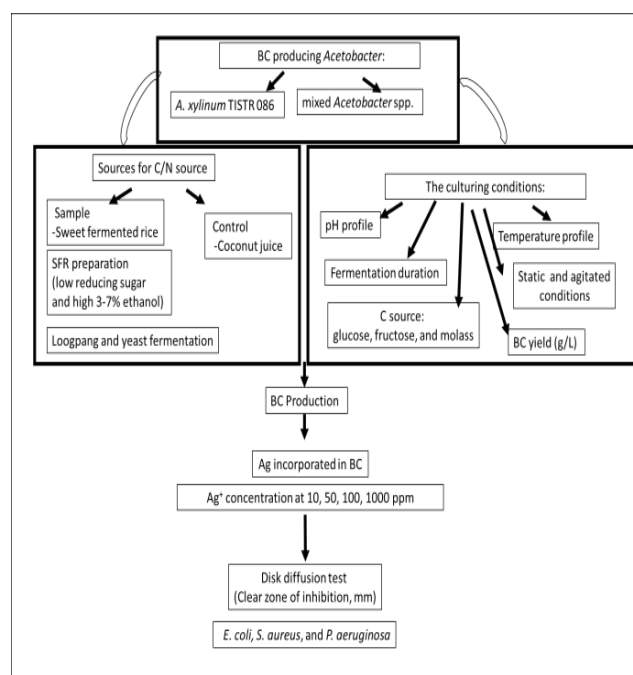 BC producing Acetobacter:
A. xylinum TISTR 086
mixed Acetobacter spp.
Sources for C/N source
Sample
-Sweet fermented rice
Control
-Coconut juice
SFR preparation
(low reducing sugar
and high 3-7% ethanol)
Loogpang and yeast fermentation
The culturing conditions:
pH profile
Temperature profile
Fermentation duration
Static and agitated
conditions
C source:
glucose, fructose, and molass
BC yield (g/L)
BC Production
Ag incorporated in BC
Ag⁺ concentration at 10, 50, 100, 1000 ppm
Disk diffusion test
(Clear zone of inhibition, mm)
E. coli, S. aureus, and P. aeruginosa